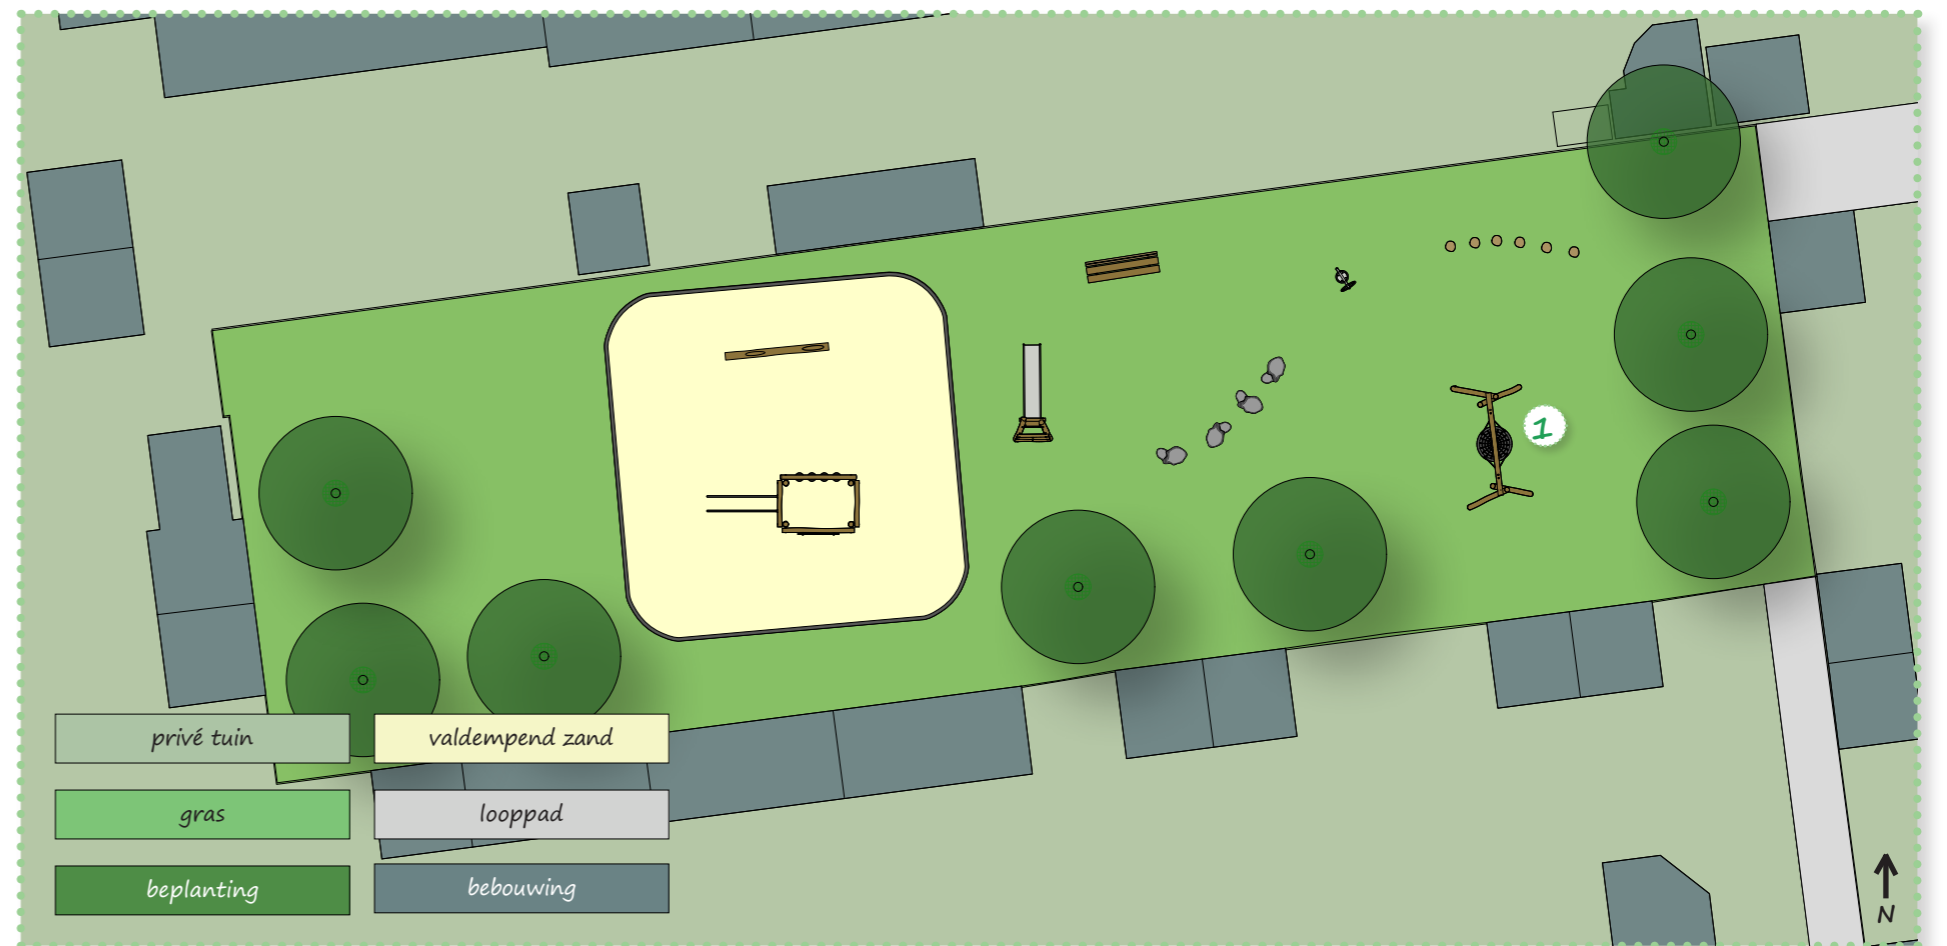 1
privé tuin
valdempend zand
gras
looppad
beplanting
bebouwing
N